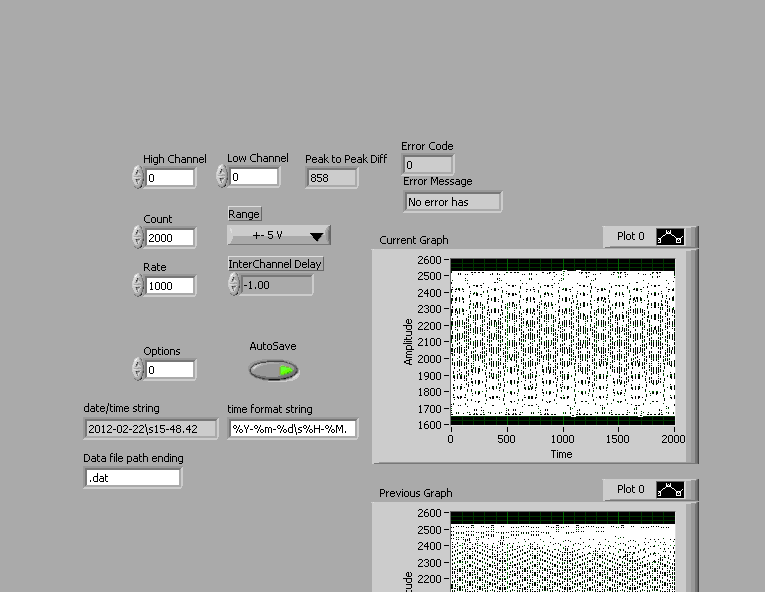 Error Code
High Channel
Low Channel
Peak to Peak Diff
0
0
0
858
Error Message
No error has
Count
Range
2000
+- 5 V
Plot 0
Current Graph
Rate
InterChannel Delay
1000
-1.00
2600
2500
2400
2300
2200
2100
2000
1900
1800
1700
1600
Amplitude
0
500
1000
1500
2000
Time
Options
AutoSave
0
date/time string
time format string
2012-02-22\s15-48.42
%Y-%m-%d\s%H-%M.
Data file path ending
.dat
Plot 0
Previous Graph
2600
2500
2400
2300
2200